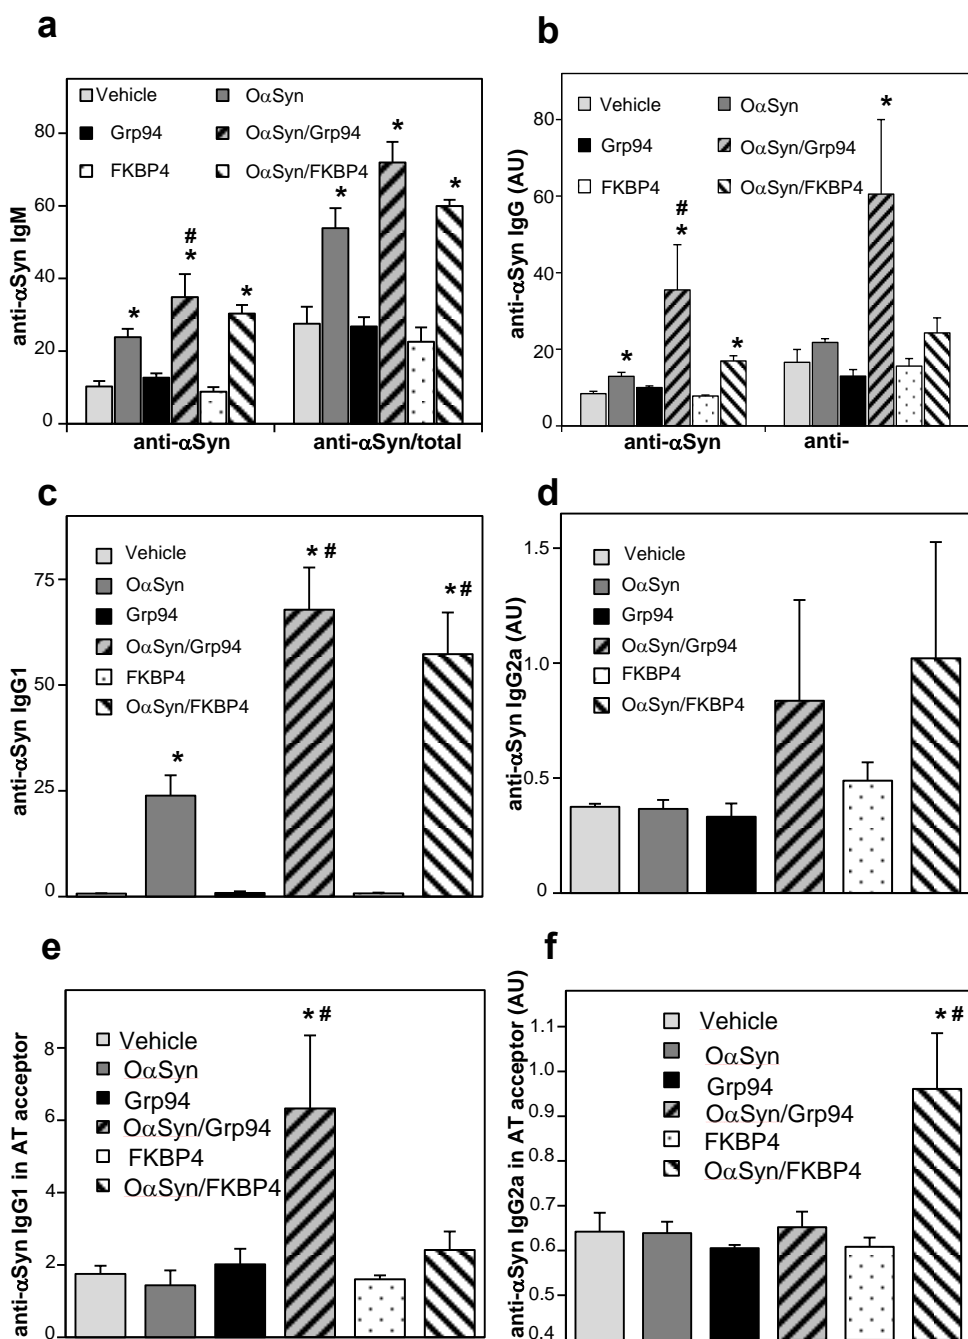 a
Vehicle OαSyn
Grp94 OαSyn/Grp94
FKBP4 OαSyn/FKBP4
anti-αSyn IgM
80
60
40
20
0
* # * * * * *
anti-αSyn anti-αSyn/total
b
Vehicle OαSyn
Grp94 OαSyn/Grp94
FKBP4 OαSyn/FKBP4
anti-αSyn IgG (AU)
80
60
40
20
0
* # * * *
anti-αSyn anti-
c
Vehicle
OαSyn
Grp94
OαSyn/Grp94
FKBP4
OαSyn/FKBP4
anti-αSyn IgG1
75
50
25
0
* * # * #
d
Vehicle
OαSyn
Grp94
OαSyn/Grp94
FKBP4
OαSyn/FKBP4
anti-αSyn IgG2a (AU)
1.5
1.0
0.5
0
e
Vehicle
OαSyn
Grp94
OαSyn/Grp94
FKBP4
OαSyn/FKBP4
anti-αSyn IgG1 in AT acceptor
8
6
4
2
0
* #
f
Vehicle
OαSyn
Grp94
OαSyn/Grp94
FKBP4
OαSyn/FKBP4
anti-αSyn IgG2a in AT acceptor (AU)
1.1
1.0
0.9
0.8
0.7
0.6
0.5
0.4
* #